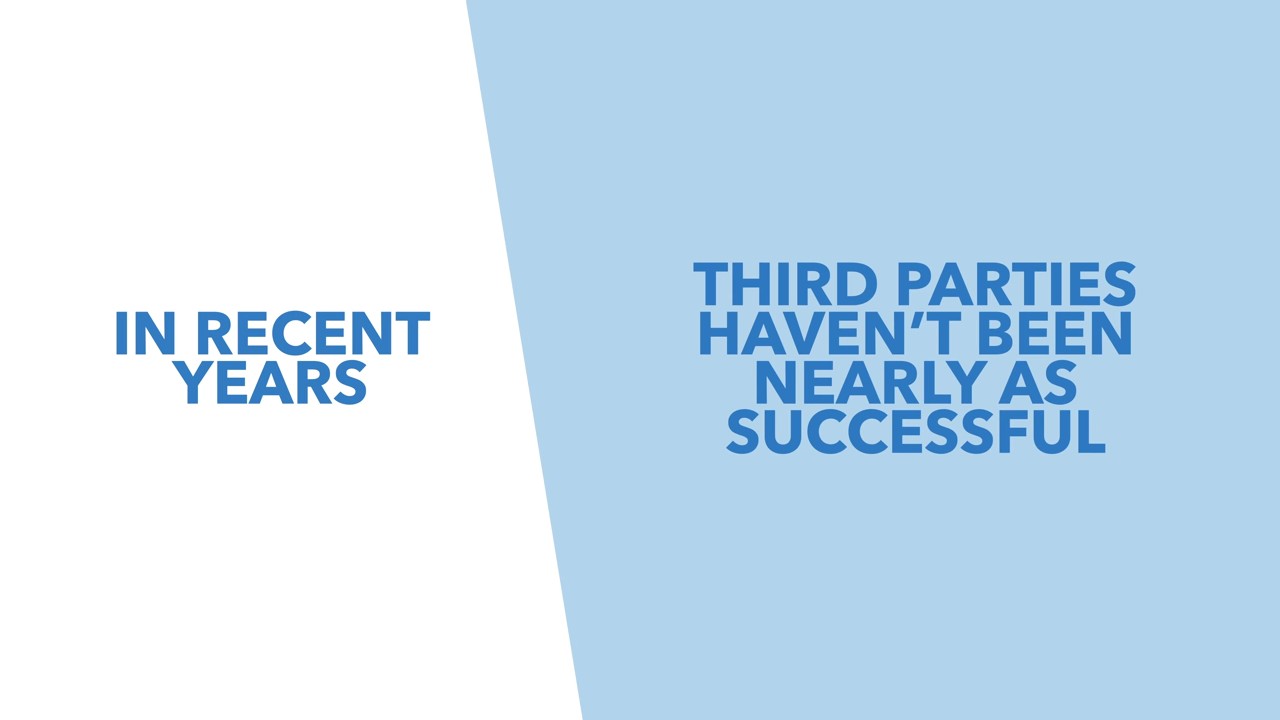 IN RECENT
YEARS
THIRD PARTIES
HAVEN'T BEEN
NEARLY AS
SUCCESSFUL